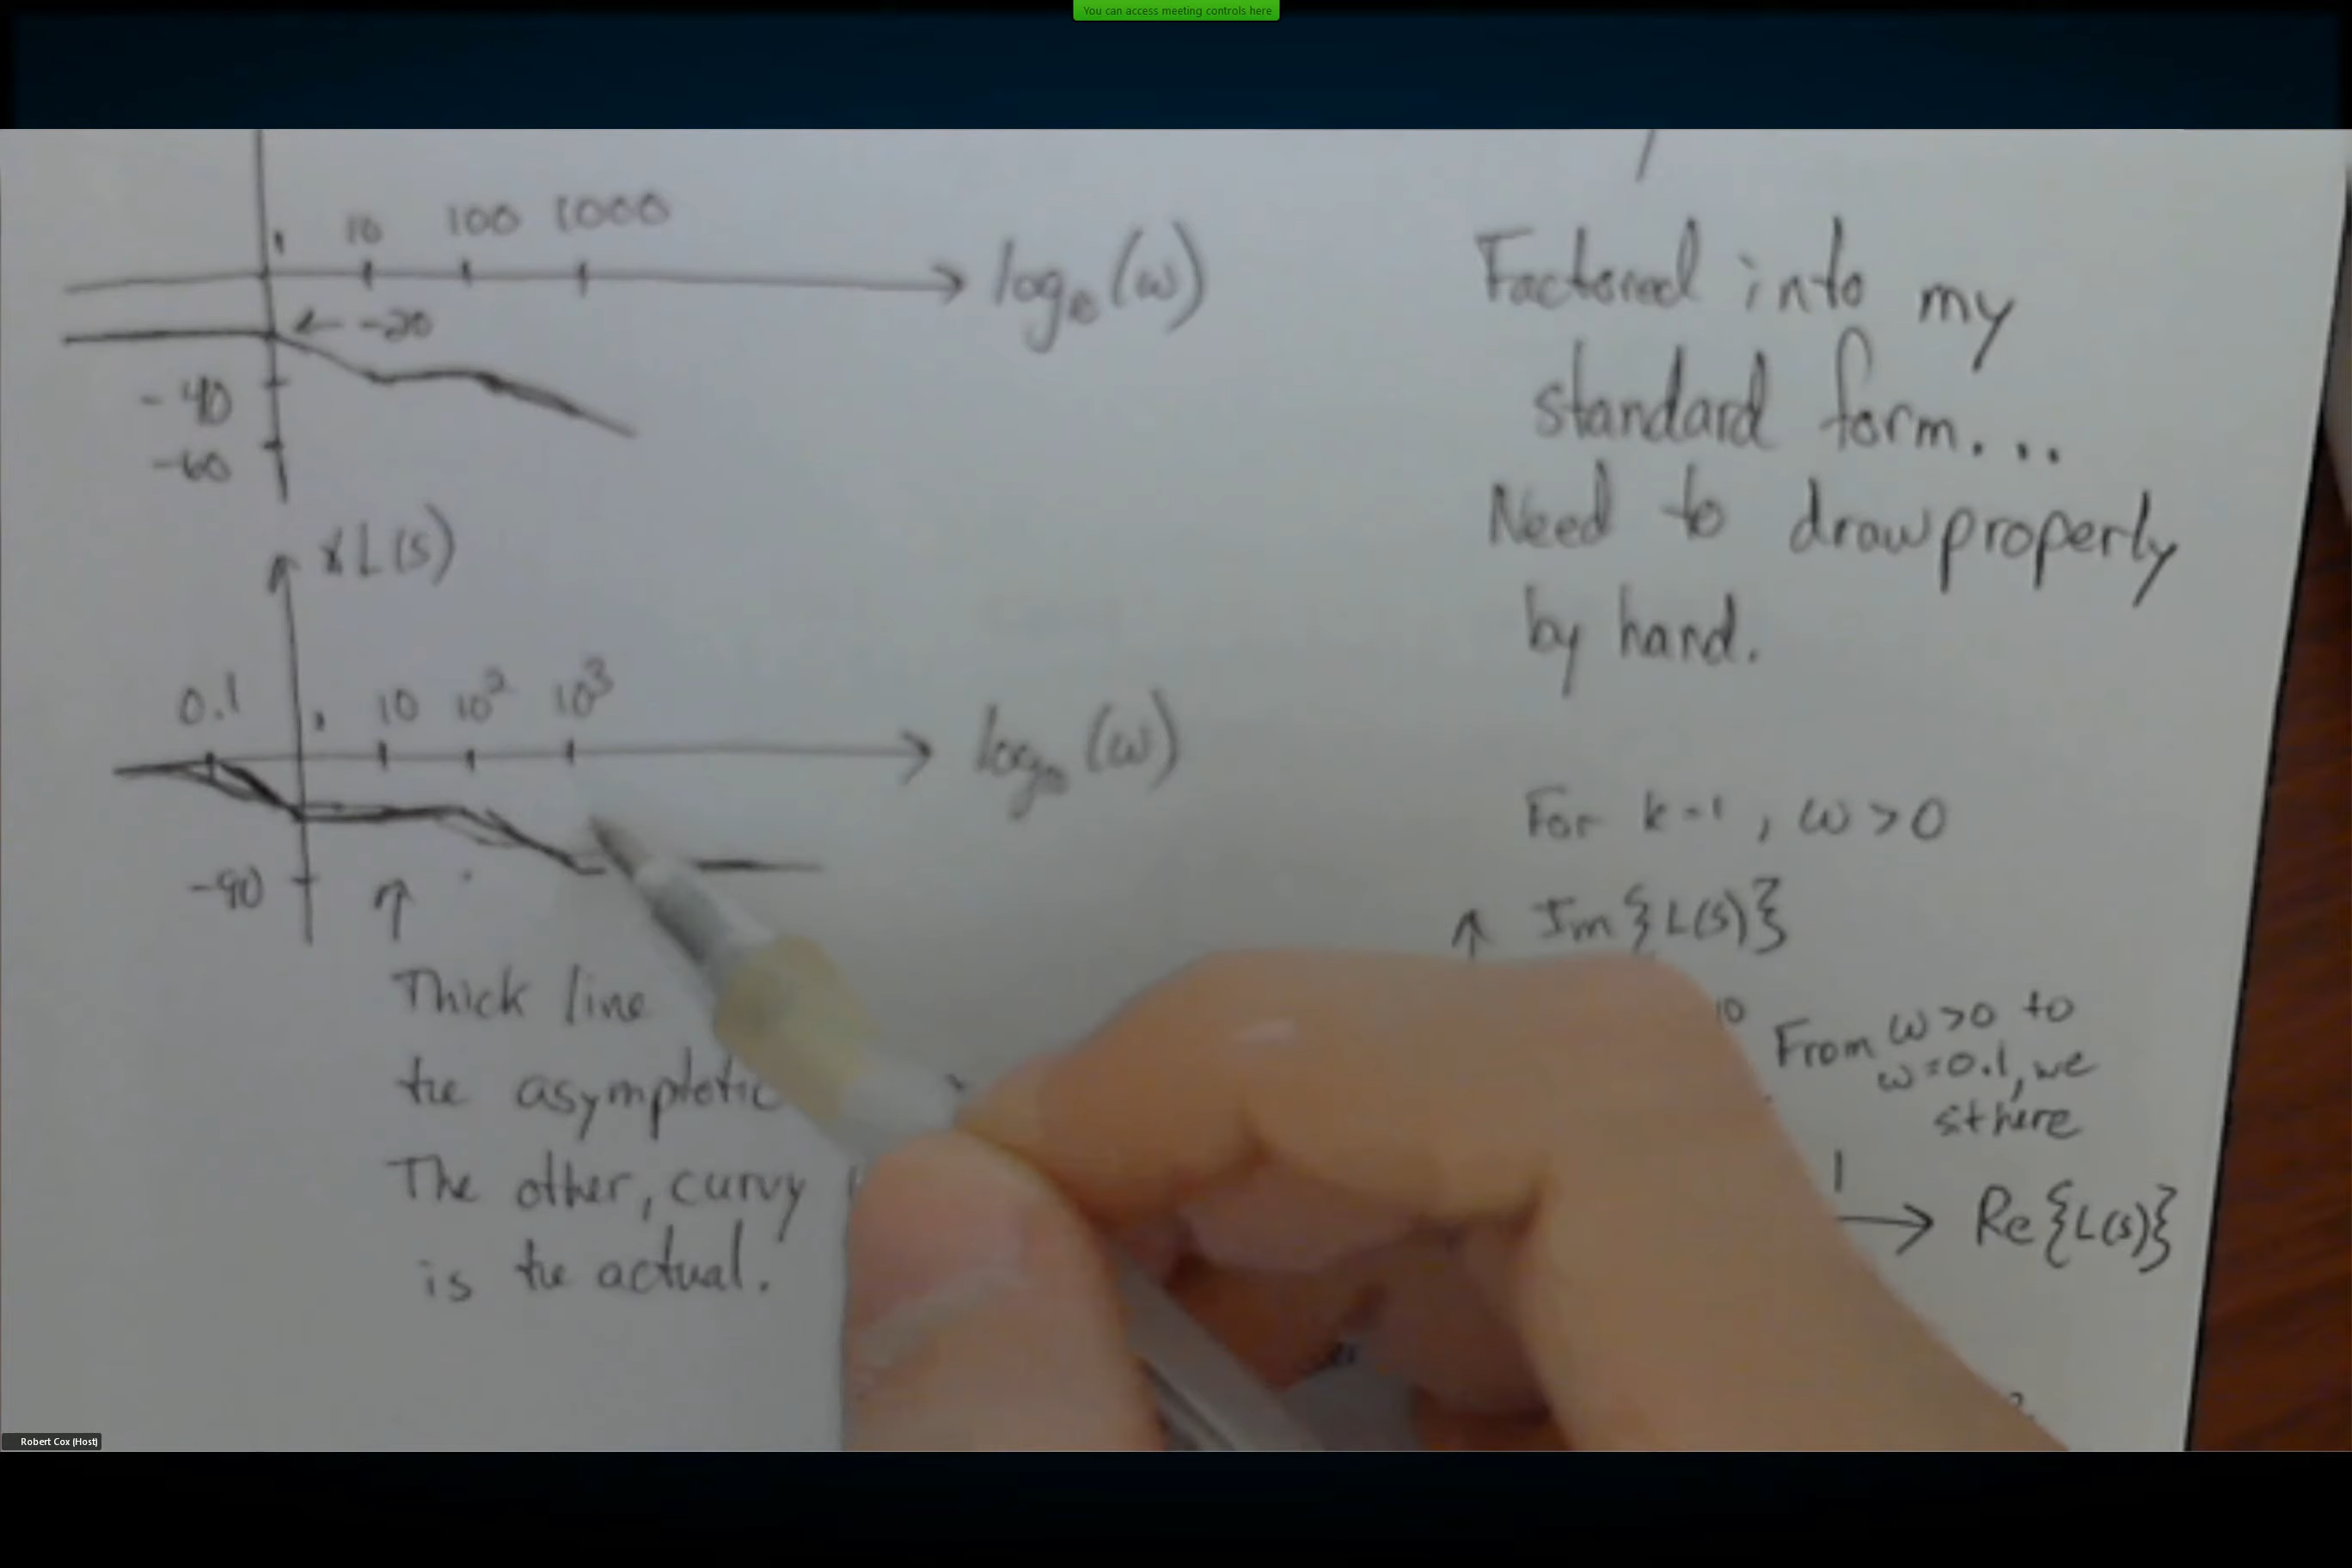 You can access meeting controls here
10 100 1000
log₁₀(ω)
← -20
-40
-60
∡L(s)
0.1 1 10 10² 10³
log₁₀(ω)
-90 ↑
Thick line
the asymptotic
The other, curvy
is the actual.
Factored into my
standard form...
Need to draw properly
by hand.
For k=1, ω>0
↑ Im{L(s)}
From ω>0 to
ω=0.1, we
st here
1
→ Re{L(s)}
Robert Cox (Host)